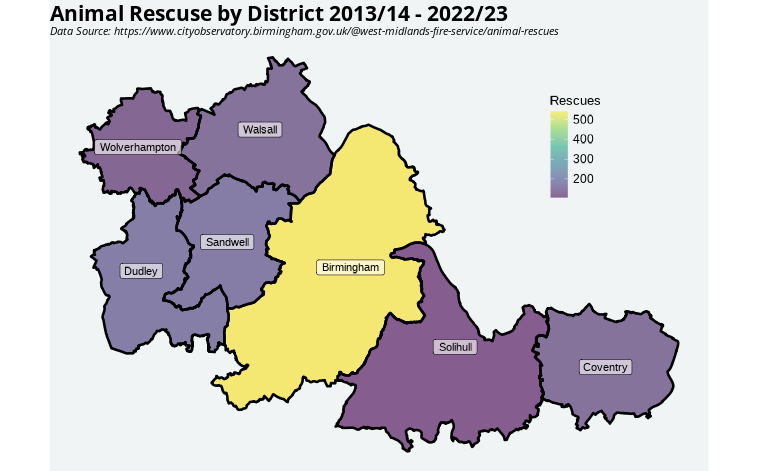 Animal Rescuse by District 2013/14 - 2022/23
Data Source: https://www.cityobservatory.birmingham.gov.uk/@west-midlands-fire-service/animal-rescues
Rescues
500
400
300
200
Walsall
Wolverhampton
Sandwell
Dudley
Birmingham
Solihull
Coventry